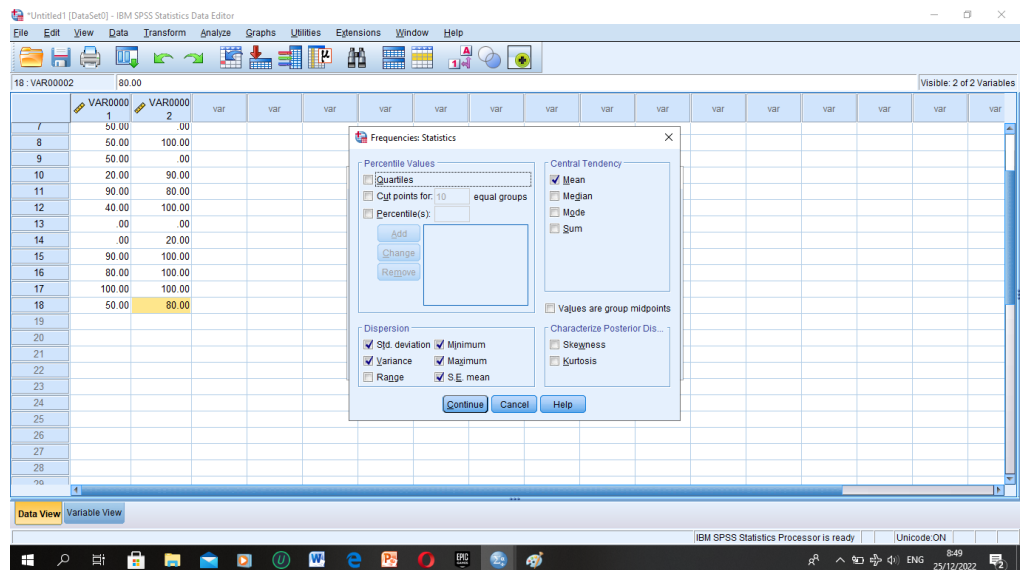 *Untitled1 [DataSet0] - IBM SPSS Statistics Data Editor
File Edit View Data Transform Analyze Graphs Utilities Extensions Window Help
18 : VAR00002 80.00 Visible: 2 of 2 Variables
VAR00001 VAR00002 var var var var var var var var var var var var var var var
7 50.00 .00
8 50.00 100.00
9 50.00 .00
10 20.00 90.00
11 90.00 80.00
12 40.00 100.00
13 .00 .00
14 .00 20.00
15 90.00 100.00
16 80.00 100.00
17 100.00 100.00
18 50.00 80.00
19
20
21
22
23
24
25
26
27
28
29
Frequencies: Statistics
Percentile Values
Quartiles
Cut points for: 10 equal groups
Percentile(s):
Add
Change
Remove
Central Tendency
Mean
Median
Mode
Sum
Values are group midpoints
Dispersion
Std. deviation Minimum
Variance Maximum
Range S.E. mean
Characterize Posterior Dis...
Skewness
Kurtosis
Continue Cancel Help
Data View Variable View
IBM SPSS Statistics Processor is ready Unicode:ON
ENG 8:49
25/12/2022